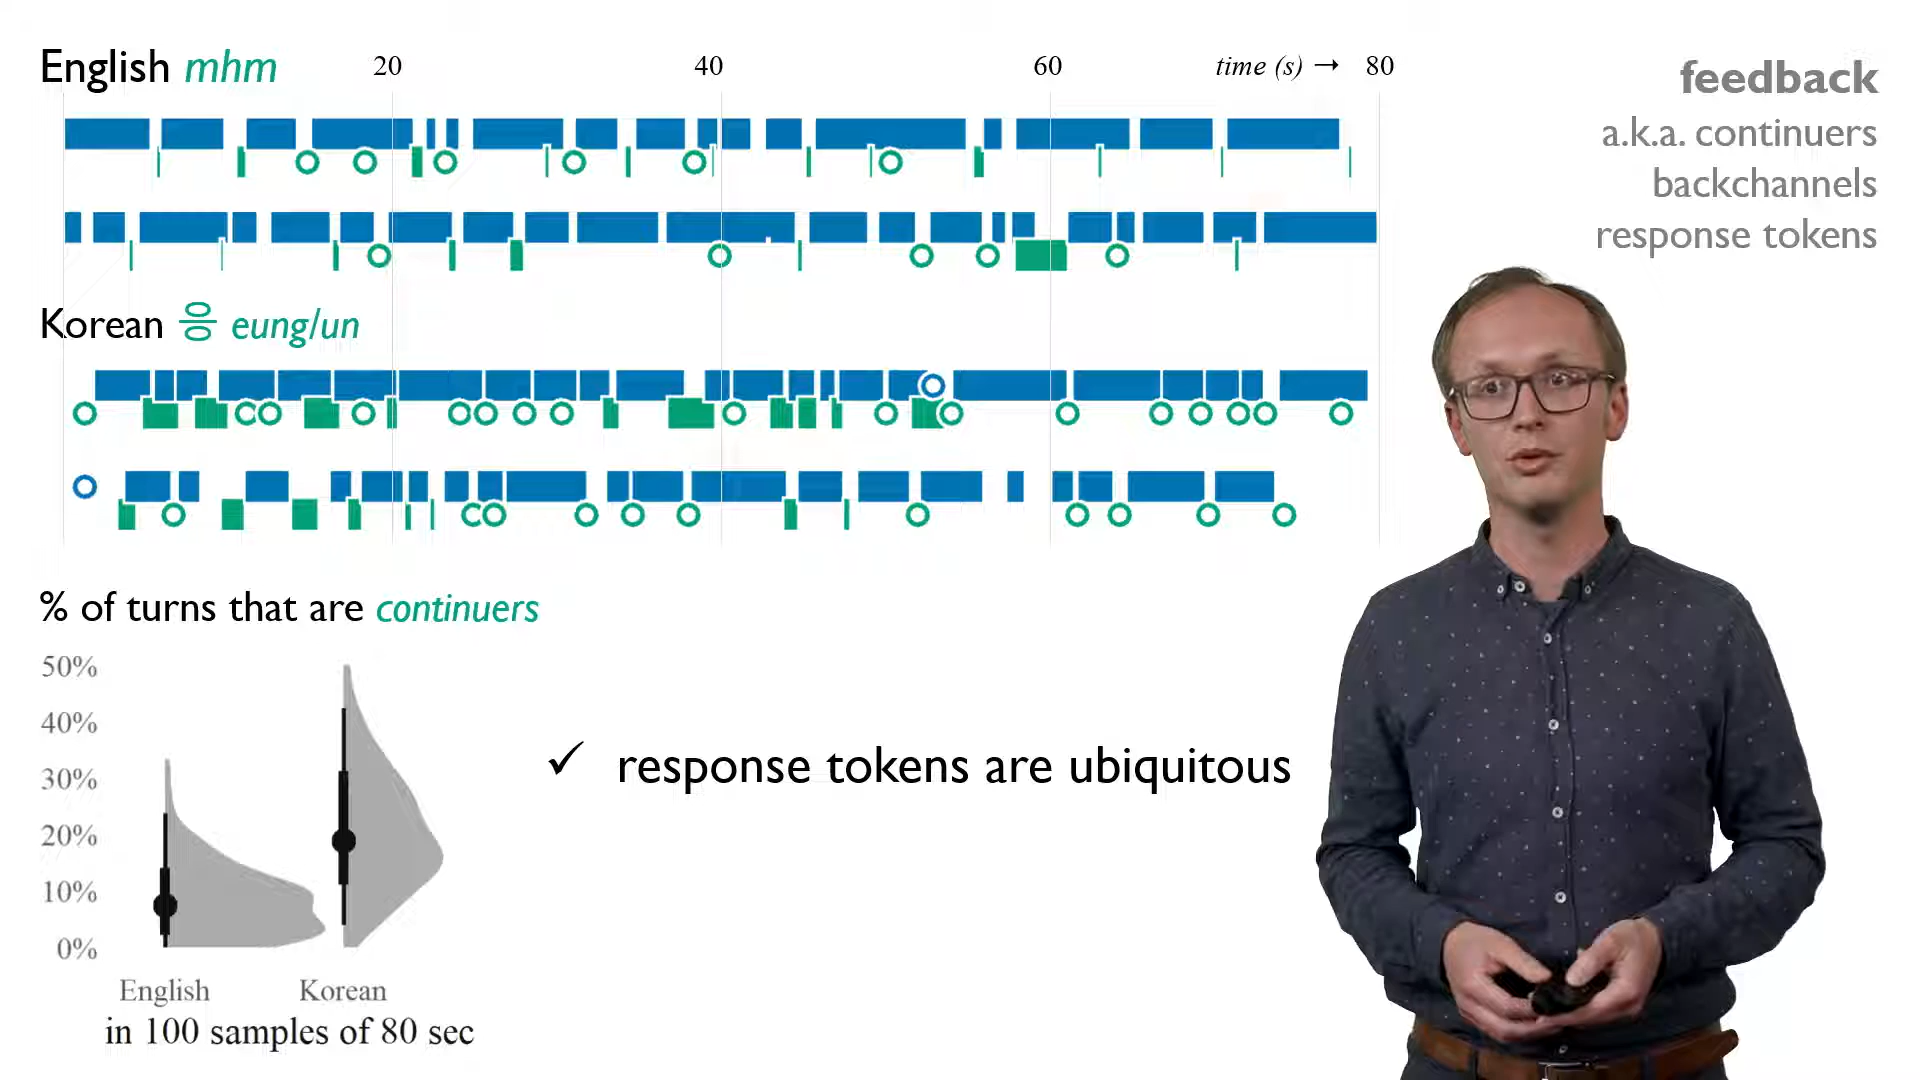 English mhm
20
40
60
time (s) →
80
feedback
a.k.a. continuers
backchannels
response tokens
Korean 응 eung/un
% of turns that are continuers
50%
40%
30%
20%
10%
0%
English
Korean
in 100 samples of 80 sec
✓ response tokens are ubiquitous